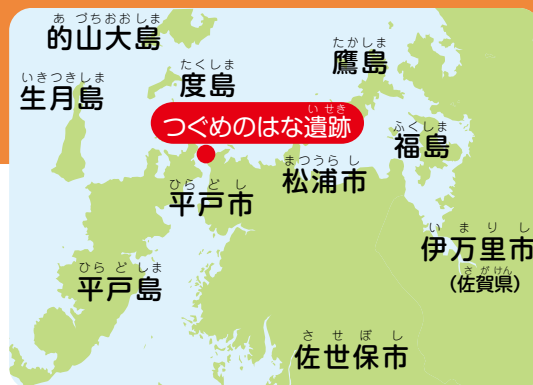 あ づちおおしま
的山大島
いきつきしま
生月島
たくしま
度島
たかしま
鷹島
い せき
つぐめのはな遺跡
ふくしま
福島
まつうら し
松浦市
ひら ど し
平戸市
い ま り し
伊万里市
さ がけん
(佐賀県)
ひら ど しま
平戸島
さ せ ぼ し
佐世保市